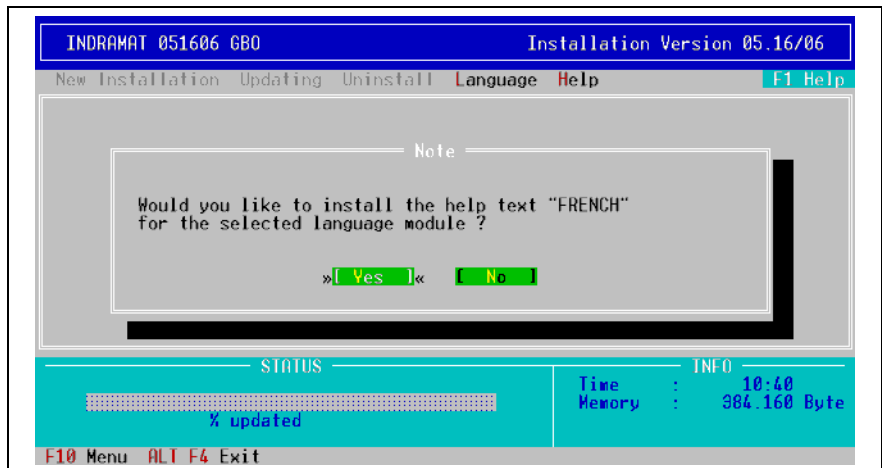 INDRAMAT 051606 GBO Installation Version 05.16/06
New Installation Updating Uninstall Language Help F1 Help
Note
Would you like to install the help text "FRENCH"
for the selected language module ?
»[ Yes ]« [ No ]
STATUS INFO
Time : 10:40
Memory : 384.160 Byte
% updated
F10 Menu ALT F4 Exit